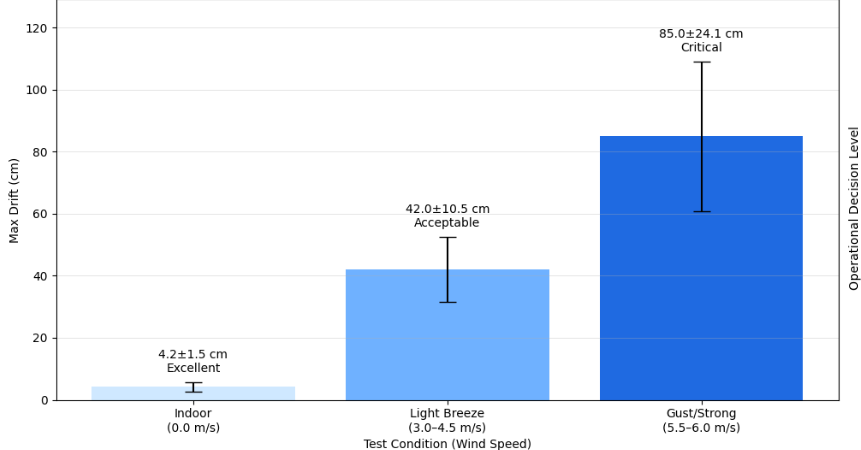 120
100
80
60
40
20
0
Max Drift (cm)
4.2±1.5 cm
Excellent
42.0±10.5 cm
Acceptable
85.0±24.1 cm
Critical
Operational Decision Level
Indoor
(0.0 m/s)
Light Breeze
(3.0–4.5 m/s)
Gust/Strong
(5.5–6.0 m/s)
Test Condition (Wind Speed)